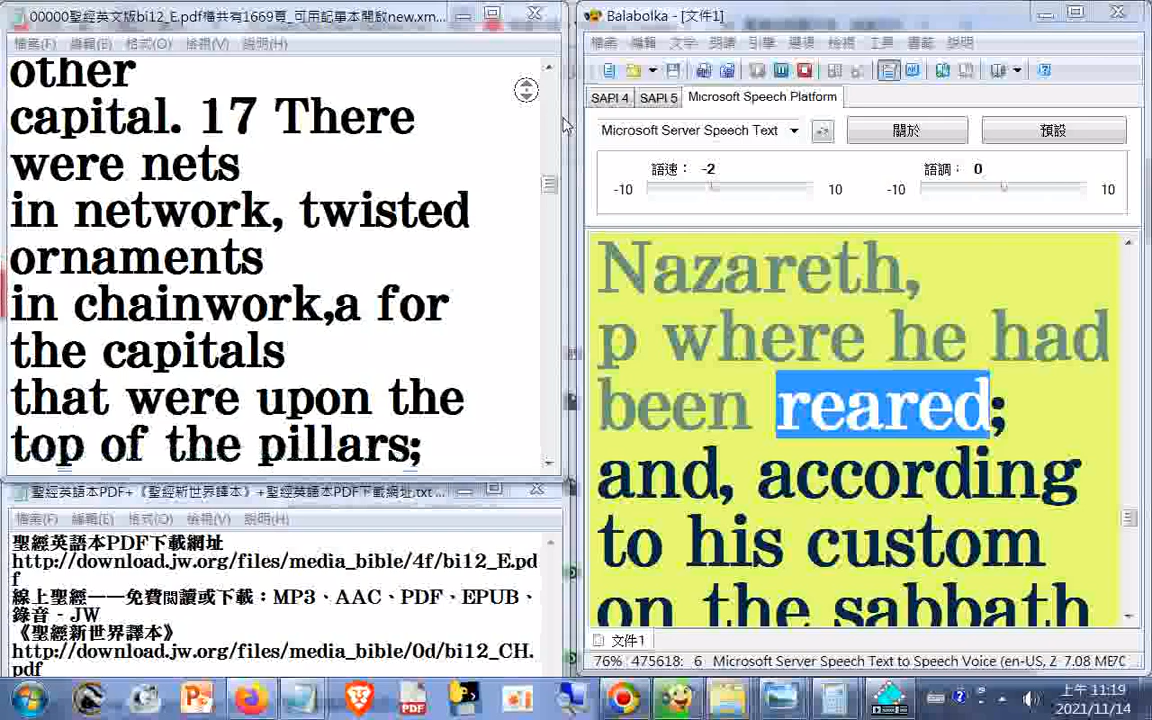 00000聖經英文版bi12_E.pdf檔共有1669頁_可用記事本開啟new.xm...
檔案(F) 編輯(E) 格式(O) 檢視(V) 說明(H)
other
capital. 17 There
were nets
in network, twisted
ornaments
in chainwork,a for
the capitals
that were upon the
top of the pillars;
聖經英語本PDF+《聖經新世界譯本》+聖經英語本PDF下載網址.txt ...
檔案(F) 編輯(E) 格式(O) 檢視(V) 說明(H)
聖經英語本PDF下載網址
http://download.jw.org/files/media_bible/4f/bi12_E.pd
f
線上聖經——免費閱讀或下載：MP3、AAC、PDF、EPUB、
錄音 - JW
《聖經新世界譯本》
http://download.jw.org/files/media_bible/0d/bi12_CH.
pdf
Balabolka - [文件1]
檔案 編輯 文字 閱讀 引擎 選項 檢視 工具 書籤 說明
SAPI 4 SAPI 5 Microsoft Speech Platform
Microsoft Server Speech Text 關於 預設
語速： -2 語調： 0
-10 10 -10 10
Nazareth,
p where he had
been reared;
and, according
to his custom
on the sabbath
文件1
76% 475618: 6 Microsoft Server Speech Text to Speech Voice (en-US, Z 7.08 ME
上午 11:19
2021/11/14